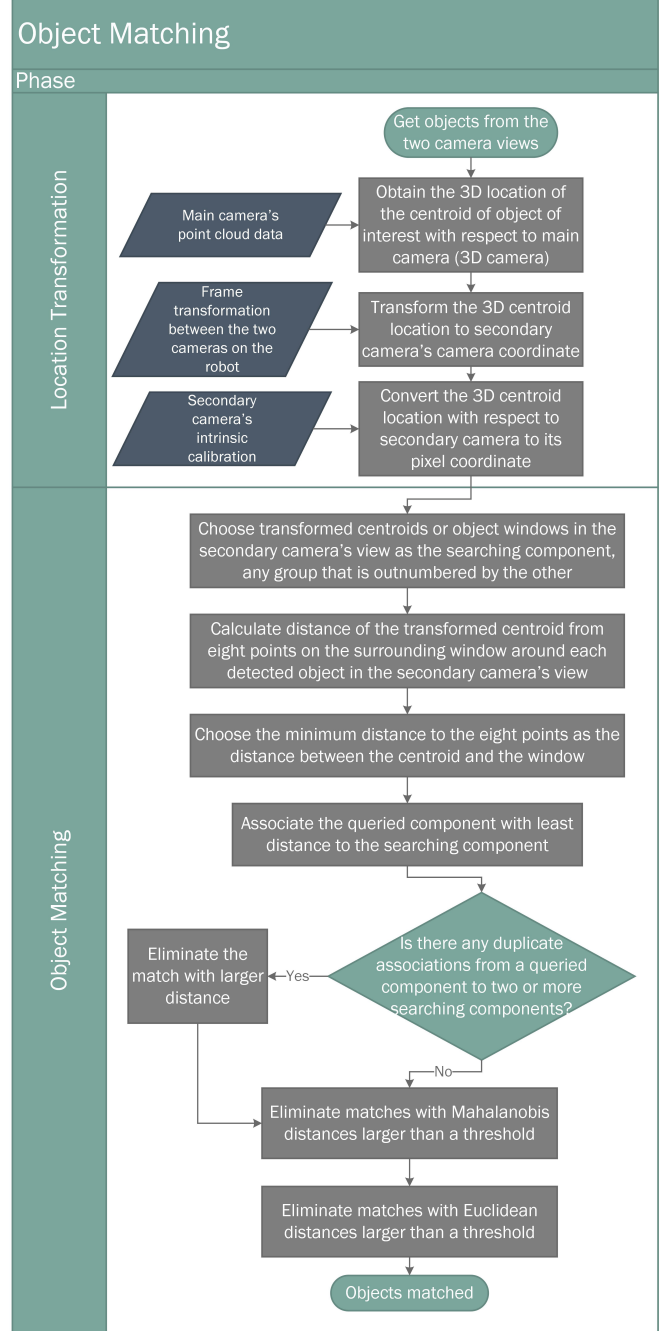 Object Matching
Phase
Location Transformation
Get objects from the
two camera views
Main camera's
point cloud data
Obtain the 3D location of
the centroid of object of
interest with respect to main
camera (3D camera)
Frame
transformation
between the two
cameras on the
robot
Transform the 3D centroid
location to secondary
camera's camera coordinate
Secondary
camera's
intrinsic
calibration
Convert the 3D centroid
location with respect to
secondary camera to its
pixel coordinate
Object Matching
Choose transformed centroids or object windows in the
secondary camera's view as the searching component,
any group that is outnumbered by the other
Calculate distance of the transformed centroid from
eight points on the surrounding window around each
detected object in the secondary camera's view
Choose the minimum distance to the eight points as the
distance between the centroid and the window
Associate the queried component with least
distance to the searching component
Is there any duplicate
associations from a queried
component to two or more
searching components?
Yes
Eliminate the
match with larger
distance
No
Eliminate matches with Mahalanobis
distances larger than a threshold
Eliminate matches with Euclidean
distances larger than a threshold
Objects matched